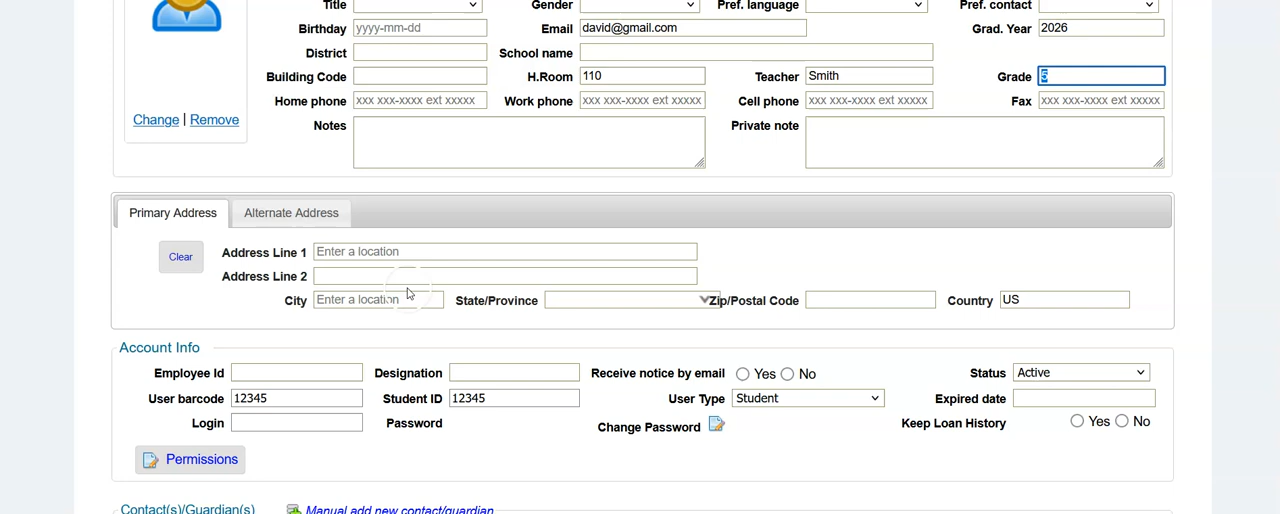 Title Gender Pref. language Pref. contact
Birthday yyyy-mm-dd Email david@gmail.com Grad. Year 2026
District School name
Building Code H.Room 110 Teacher Smith Grade 5
Home phone xxx xxx-xxxx ext xxxxx Work phone xxx xxx-xxxx ext xxxxx Cell phone xxx xxx-xxxx ext xxxxx Fax xxx xxx-xxxx ext xxxxx
Change | Remove
Notes Private note
Primary Address Alternate Address
Clear
Address Line 1 Enter a location
Address Line 2
City Enter a location State/Province Zip/Postal Code Country US
Account Info
Employee Id Designation Receive notice by email Yes No Status Active
User barcode 12345 Student ID 12345 User Type Student Expired date
Login Password Change Password Keep Loan History Yes No
Permissions
Contact(s)/Guardian(s) Manual add new contact/guardian